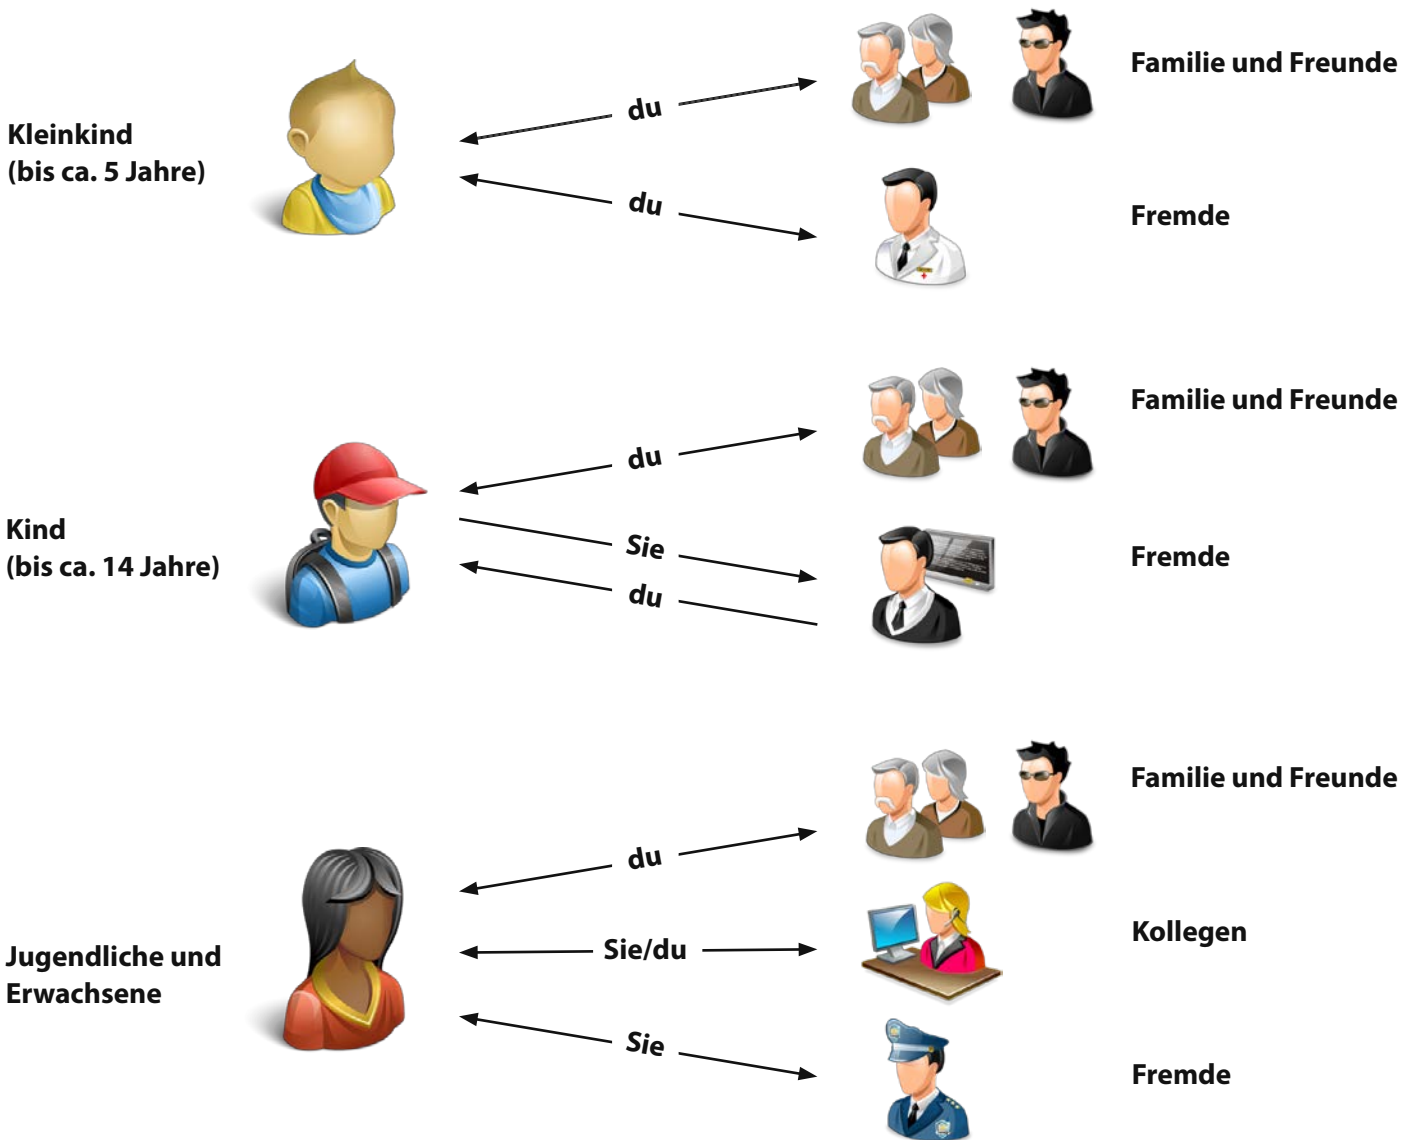 Kleinkind
(bis ca. 5 Jahre)
du
Familie und Freunde
du
Fremde
Kind
(bis ca. 14 Jahre)
du
Familie und Freunde
Sie
du
Fremde
Jugendliche und
Erwachsene
du
Familie und Freunde
Sie/du
Kollegen
Sie
Fremde